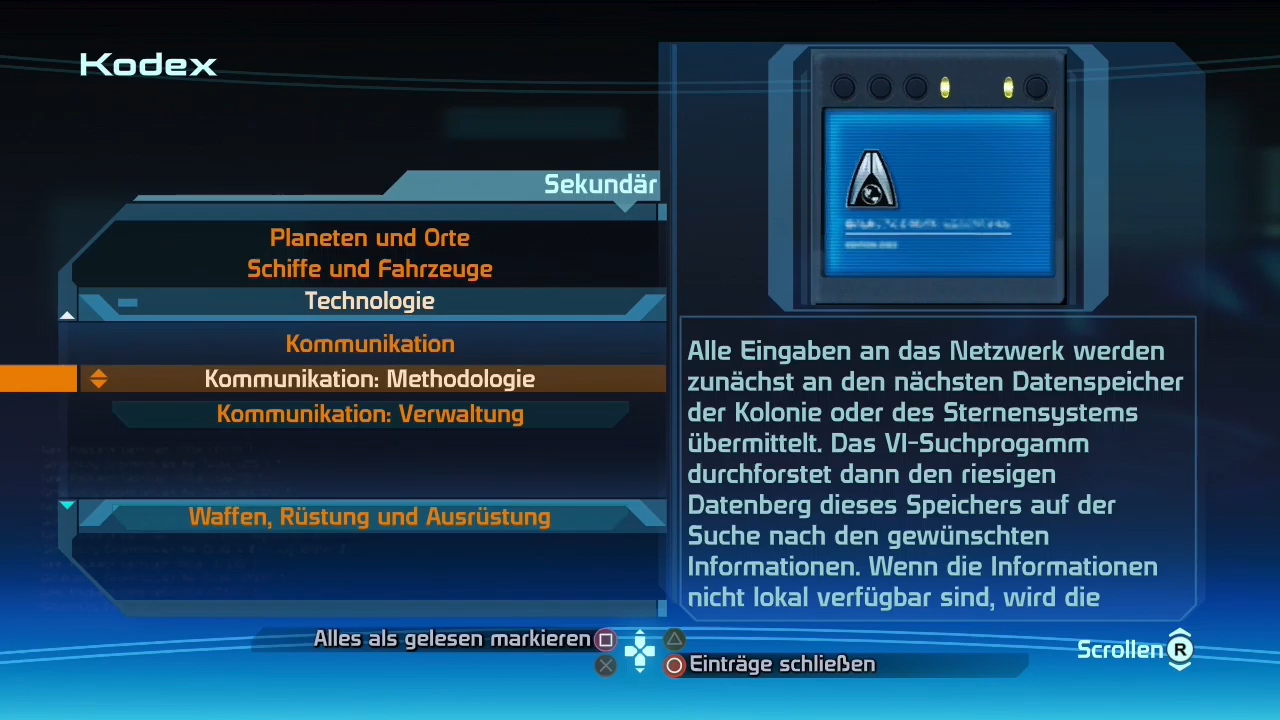 Kodex
Sekundär
Planeten und Orte
Schiffe und Fahrzeuge
Technologie
Kommunikation
Kommunikation: Methodologie
Kommunikation: Verwaltung
Waffen, Rüstung und Ausrüstung
Alle Eingaben an das Netzwerk werden
zunächst an den nächsten Datenspeicher
der Kolonie oder des Sternensystems
übermittelt. Das VI-Suchprogamm
durchforstet dann den riesigen
Datenberg dieses Speichers auf der
Suche nach den gewünschten
Informationen. Wenn die Informationen
nicht lokal verfügbar sind, wird die
Alles als gelesen markieren
Einträge schließen
Scrollen R